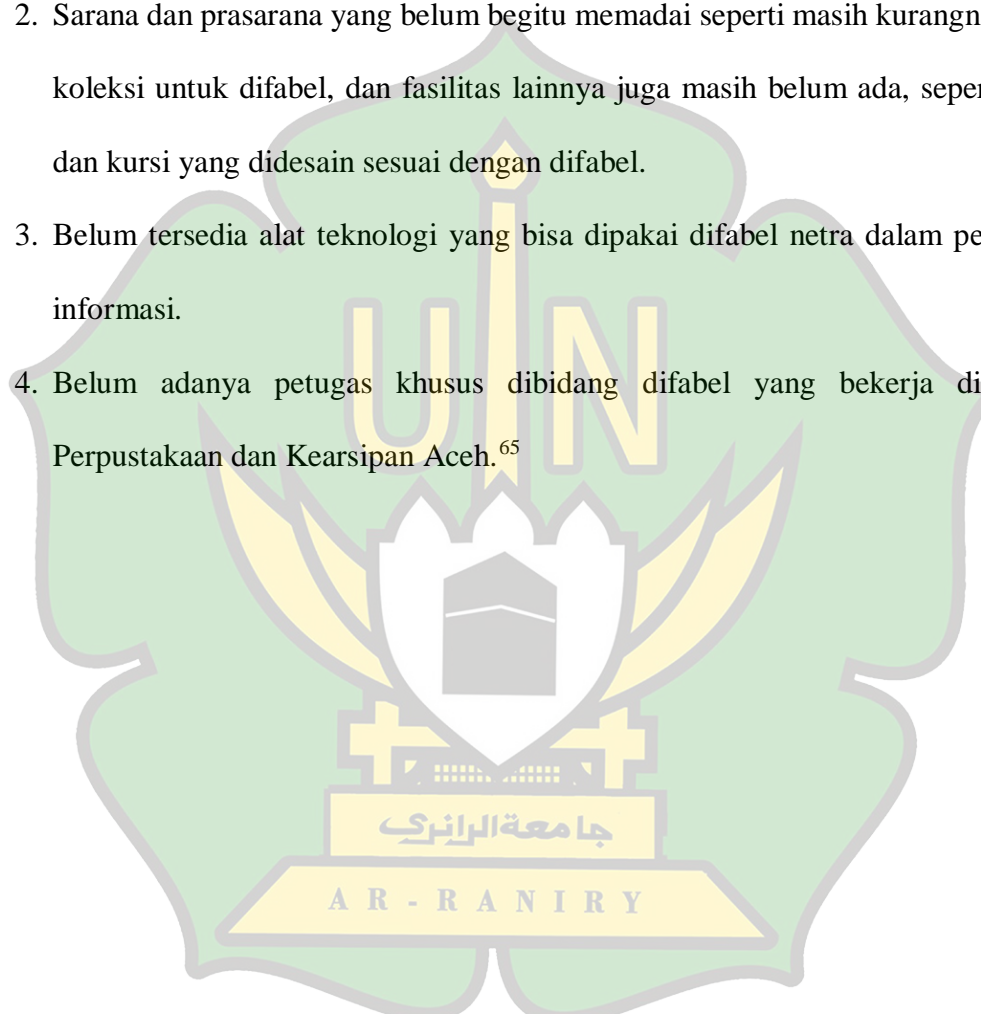 2. Sarana dan prasarana yang belum begitu memadai seperti masih kurangn
koleksi untuk difabel, dan fasilitas lainnya juga masih belum ada, seper
dan kursi yang didesain sesuai dengan difabel.
3. Belum tersedia alat teknologi yang bisa dipakai difabel netra dalam pe
informasi.
4. Belum adanya petugas khusus dibidang difabel yang bekerja di
Perpustakaan dan Kearsipan Aceh.65
UIN
جامعة الرانري
AR-RANIRY